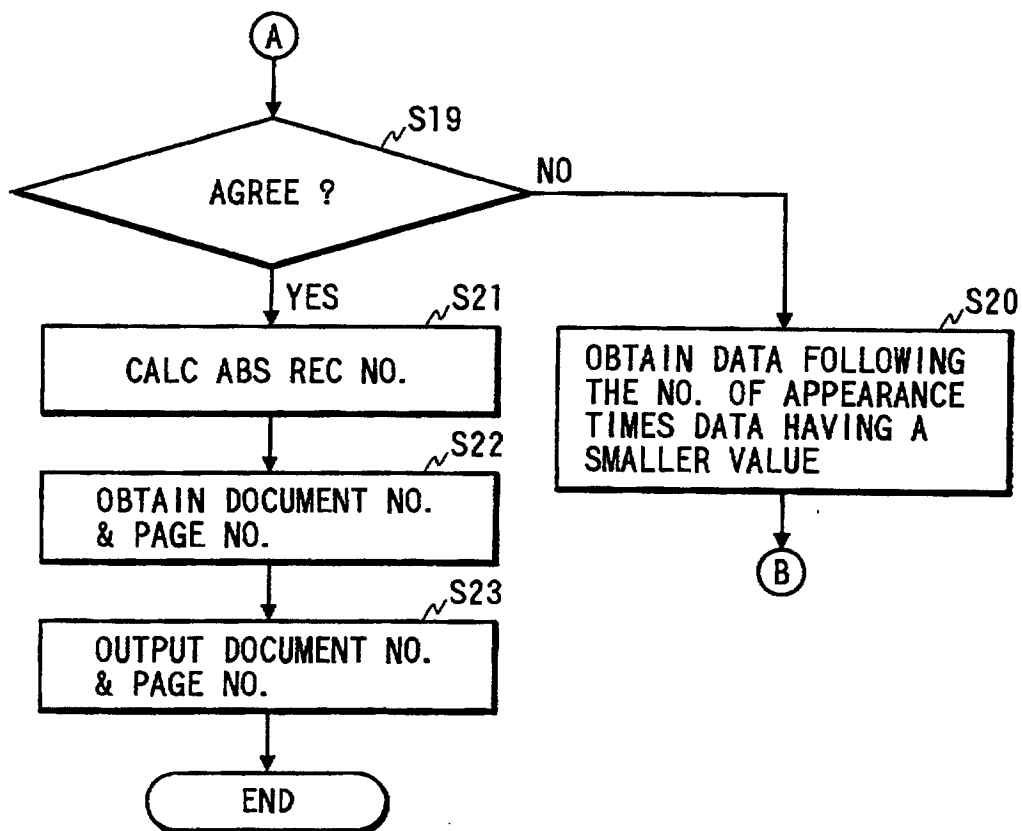 A
S19
AGREE ?
NO
YES
S21
CALC ABS REC NO.
S22
OBTAIN DOCUMENT NO.
& PAGE NO.
S23
OUTPUT DOCUMENT NO.
& PAGE NO.
END
S20
OBTAIN DATA FOLLOWING
THE NO. OF APPEARANCE
TIMES DATA HAVING A
SMALLER VALUE
B